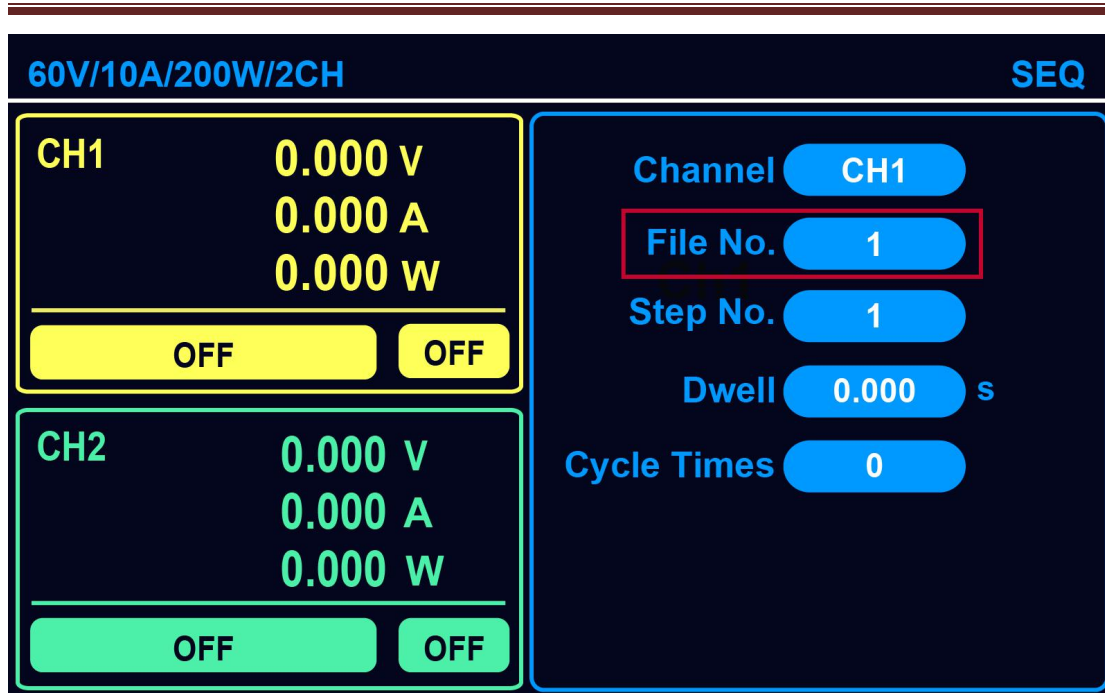 60V/10A/200W/2CH SEQ
CH1 0.000 V
0.000 A
0.000 W
OFF OFF
CH2 0.000 V
0.000 A
0.000 W
OFF OFF
Channel CH1
File No. 1
Step No. 1
Dwell 0.000 s
Cycle Times 0